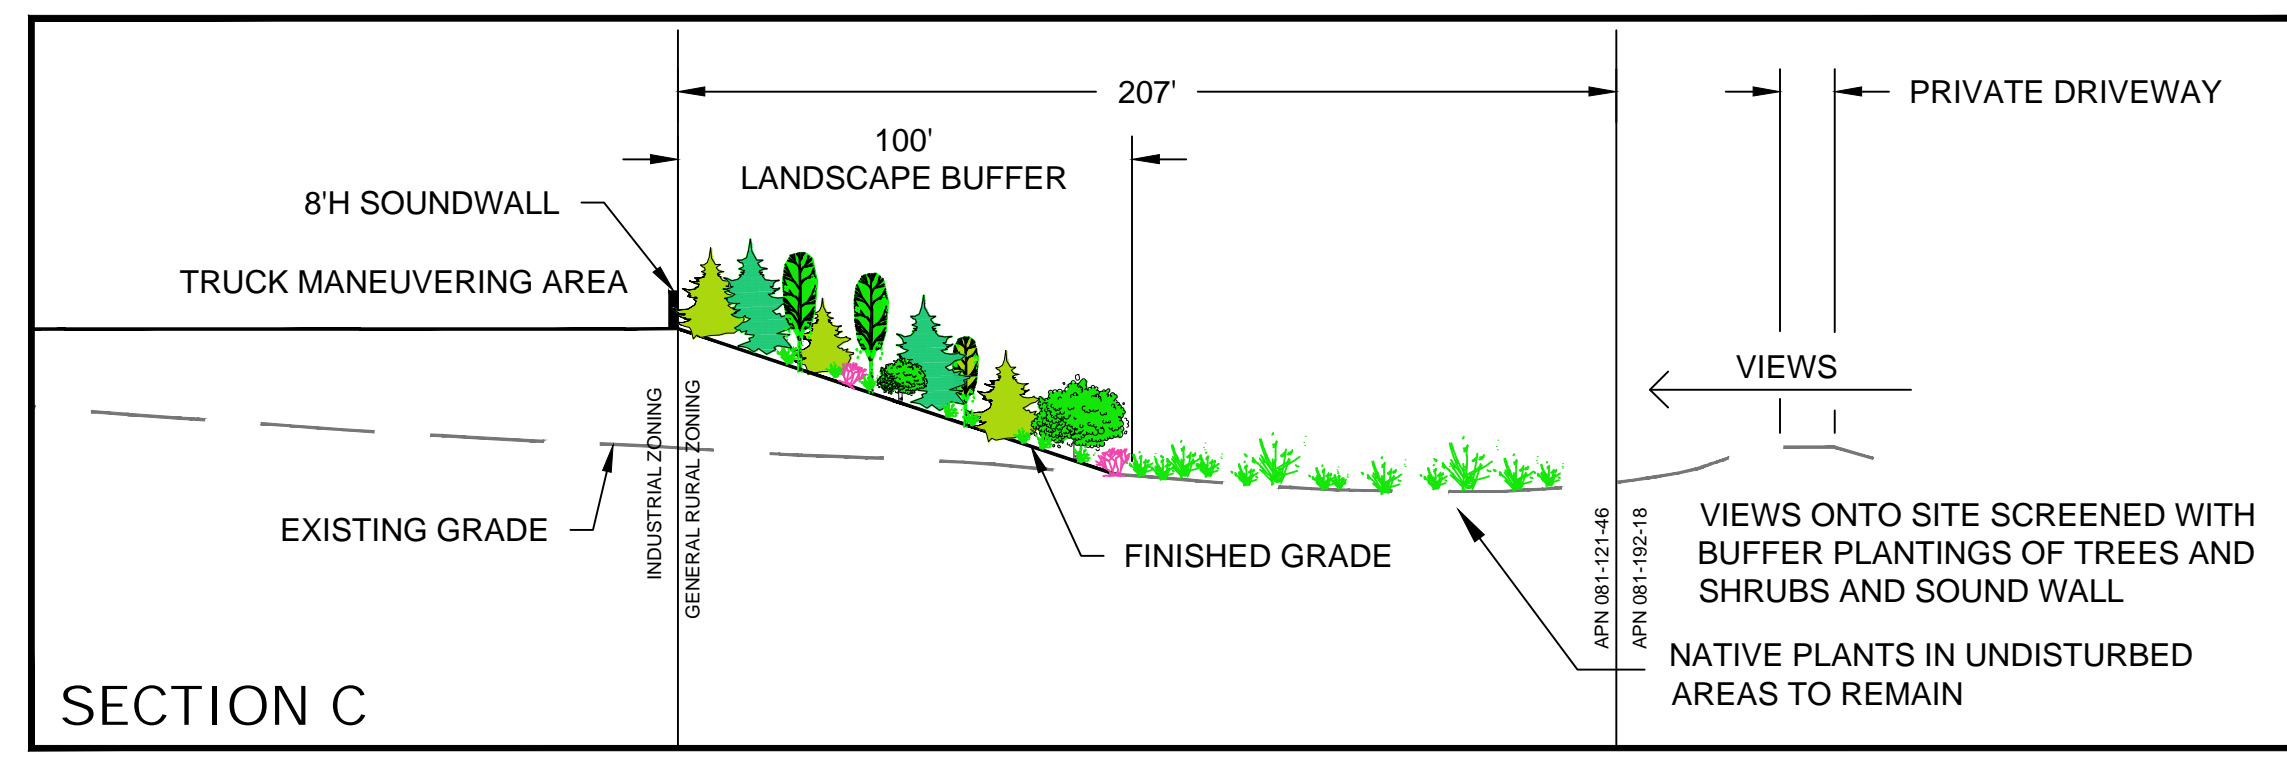 207'
PRIVATE DRIVEWAY
100'
LANDSCAPE BUFFER
8'H SOUNDWALL
TRUCK MANEUVERING AREA
VIEWS
INDUSTRIAL ZONING
GENERAL RURAL ZONING
EXISTING GRADE
FINISHED GRADE
APN 081-121-46
APN 081-192-18
VIEWS ONTO SITE SCREENED WITH
BUFFER PLANTINGS OF TREES AND
SHRUBS AND SOUND WALL
NATIVE PLANTS IN UNDISTURBED
AREAS TO REMAIN
SECTION C